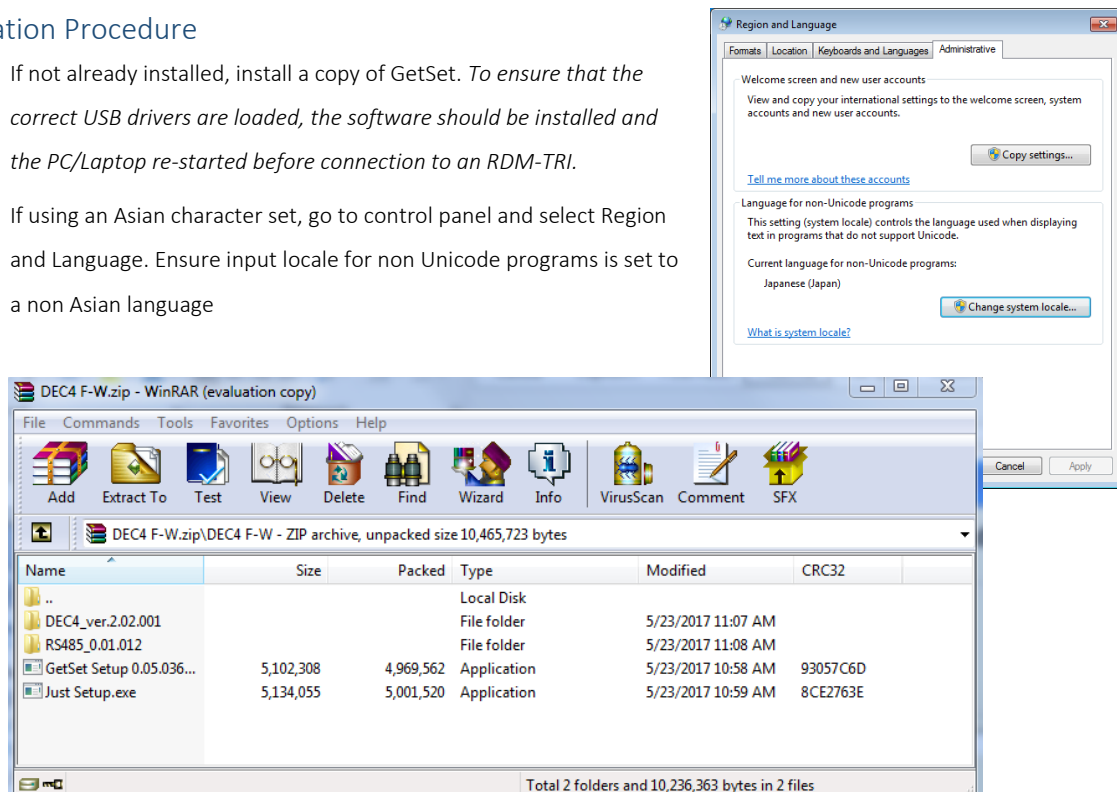 ation Procedure
If not already installed, install a copy of GetSet. To ensure that the
correct USB drivers are loaded, the software should be installed and
the PC/Laptop re-started before connection to an RDM-TRI.
If using an Asian character set, go to control panel and select Region
and Language. Ensure input locale for non Unicode programs is set to
a non Asian language
Region and Language
Formats Location Keyboards and Languages Administrative
Welcome screen and new user accounts
View and copy your international settings to the welcome screen, system
accounts and new user accounts.
Copy settings...
Tell me more about these accounts
Language for non-Unicode programs
This setting (system locale) controls the language used when displaying
text in programs that do not support Unicode.
Current language for non-Unicode programs:
Japanese (Japan)
Change system locale...
What is system locale?
Cancel Apply
DEC4 F-W.zip - WinRAR (evaluation copy)
File Commands Tools Favorites Options Help
Add Extract To Test View Delete Find Wizard Info VirusScan Comment SFX
DEC4 F-W.zip\DEC4 F-W - ZIP archive, unpacked size 10,465,723 bytes
Name Size Packed Type Modified CRC32
.. Local Disk
DEC4_ver.2.02.001 File folder 5/23/2017 11:07 AM
RS485_0.01.012 File folder 5/23/2017 11:08 AM
GetSet Setup 0.05.036... 5,102,308 4,969,562 Application 5/23/2017 10:58 AM 93057C6D
Just Setup.exe 5,134,055 5,001,520 Application 5/23/2017 10:59 AM 8CE2763E
Total 2 folders and 10,236,363 bytes in 2 files